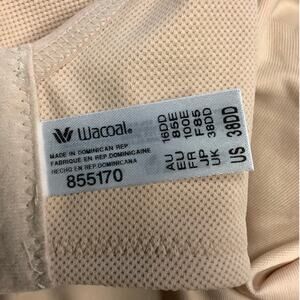 Wacoal®
MADE IN DOMINICAN REP.
FABRIQUE EN REP.DOMINICAINE
HECHO EN REP.DOMINICANA
855170
AU 16DD
EU 85E
FR 100E
JP F85
UK 38DD
US 38DD